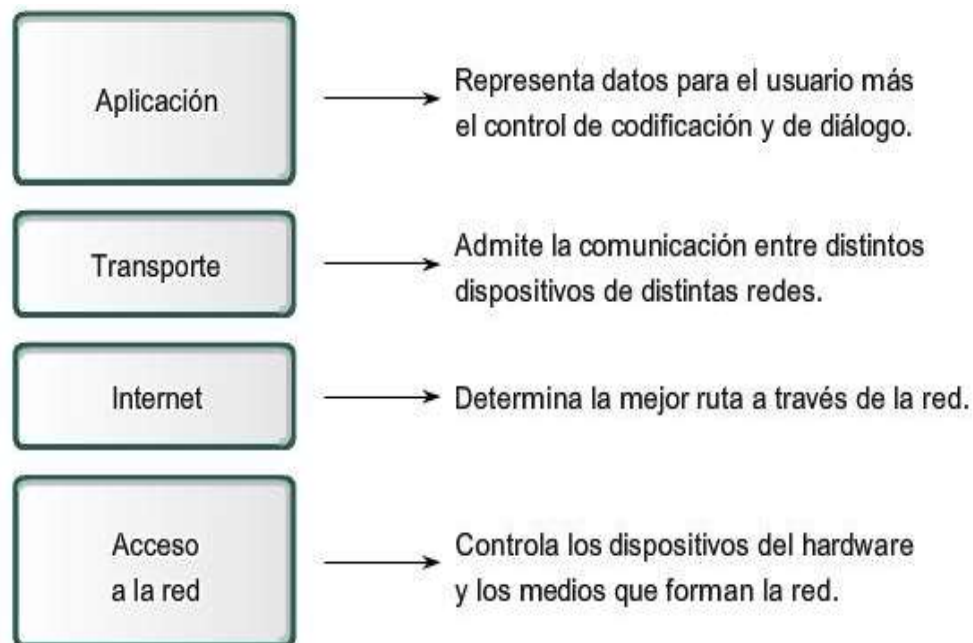 Aplicación
Representa datos para el usuario más
el control de codificación y de diálogo.
Transporte
Admite la comunicación entre distintos
dispositivos de distintas redes.
Internet
Determina la mejor ruta a través de la red.
Acceso
a la red
Controla los dispositivos del hardware
y los medios que forman la red.